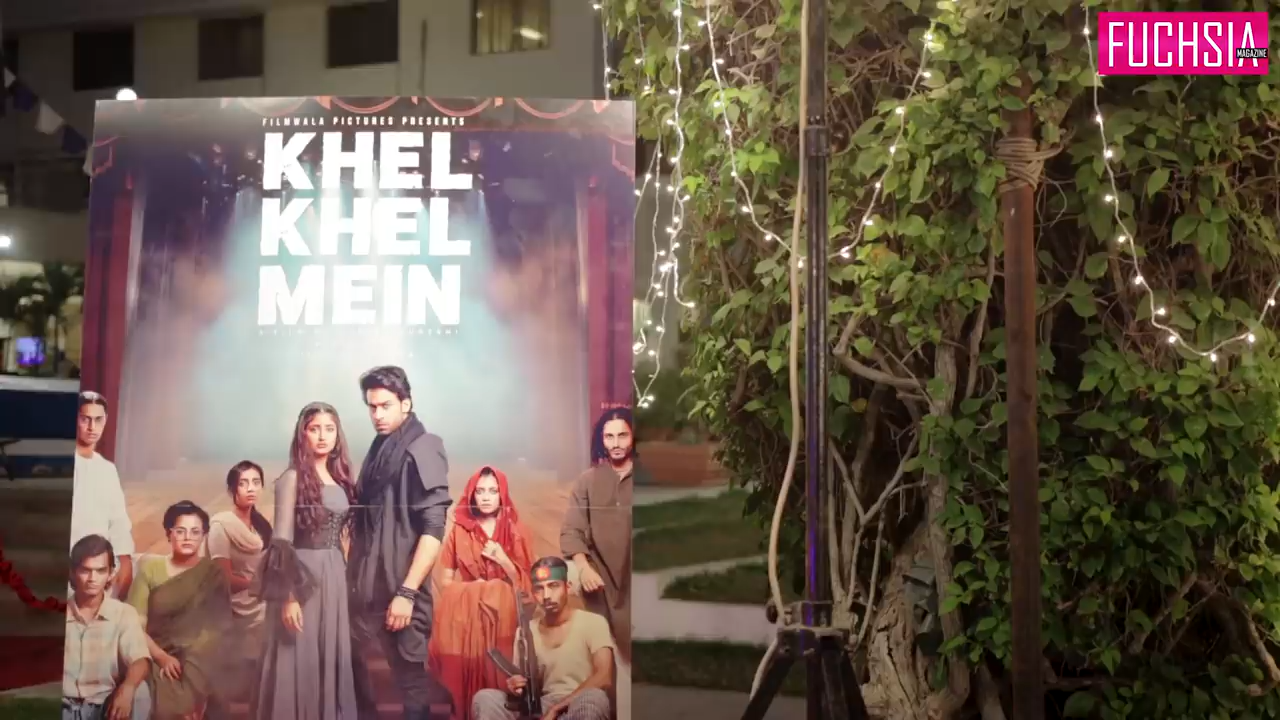 FUCHSIA
MAGAZINE
FILMWALA PICTURES PRESENTS
KHEL
KHEL
MEIN